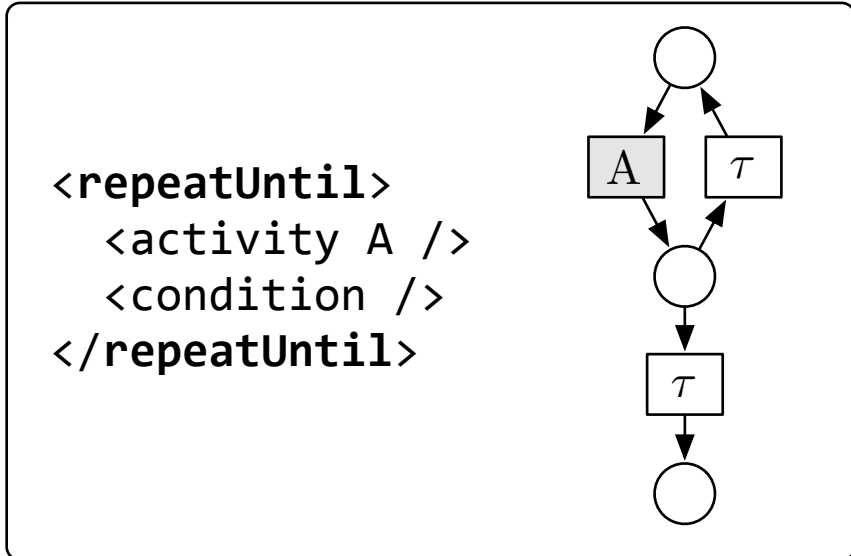 <repeatUntil>
<activity A />
<condition />
</repeatUntil>
A
τ
τ